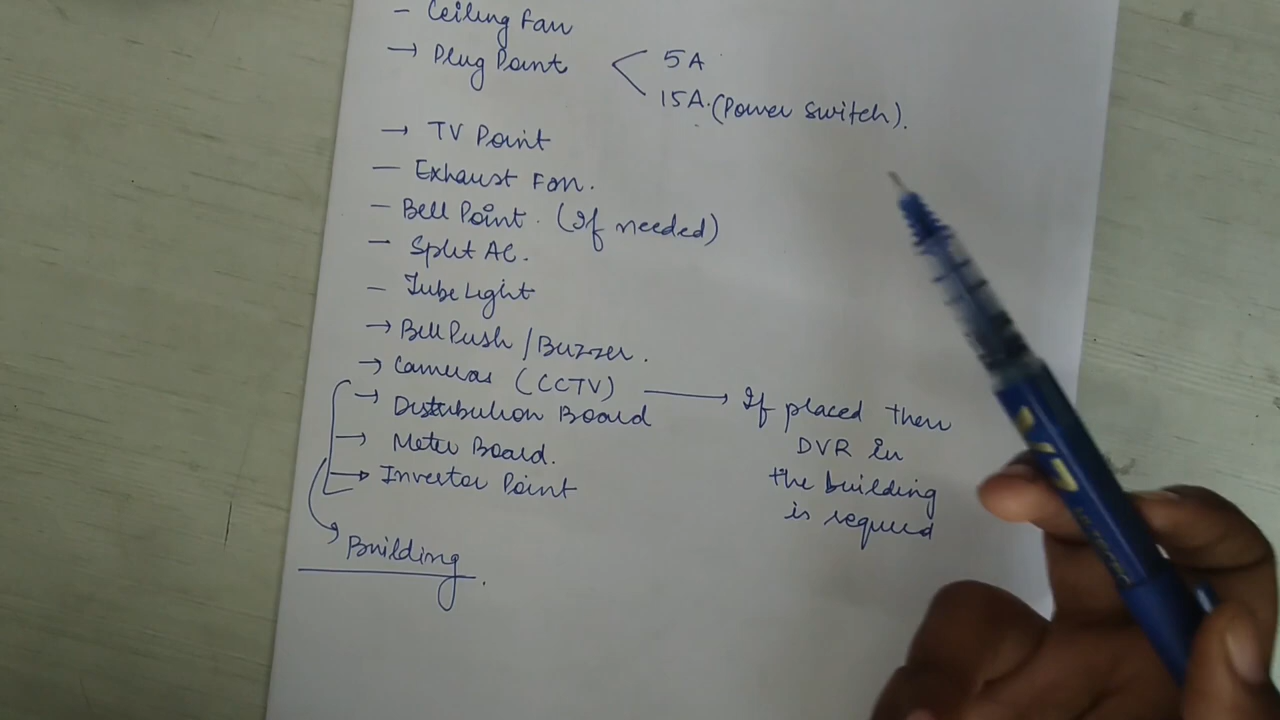 - Ceiling Fan
→ Plug Point < 5A
15A. (Power switch).
→ TV Point
- Exhaust Fan.
- Bell Point. (If needed)
- Split AC.
- Tube Light
→ Bell Push / Buzzer.
→ Cameras (CCTV) → If placed then
DVR in
the building
is required
→ Distribution Board
→ Meter Board.
→ Invertor Point
Building.